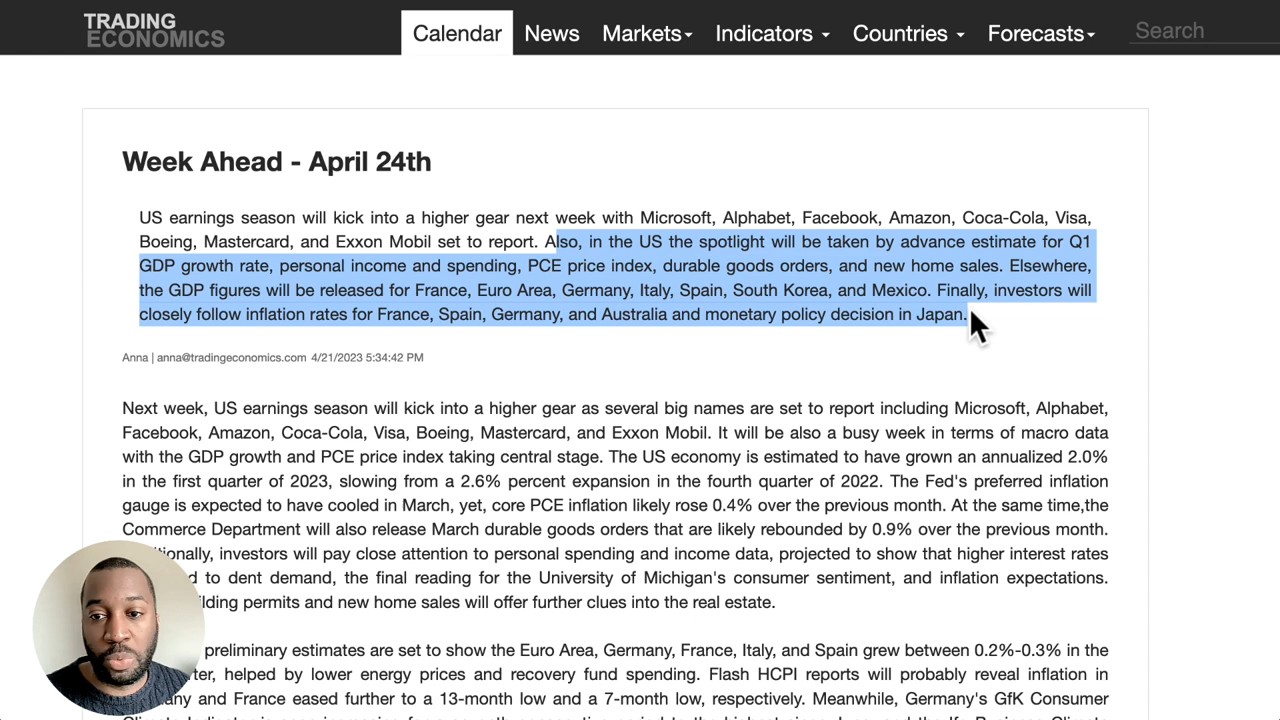 TRADING
ECONOMICS
Calendar News Markets Indicators Countries Forecasts Search
Week Ahead - April 24th
US earnings season will kick into a higher gear next week with Microsoft, Alphabet, Facebook, Amazon, Coca-Cola, Visa,
Boeing, Mastercard, and Exxon Mobil set to report. Also, in the US the spotlight will be taken by advance estimate for Q1
GDP growth rate, personal income and spending, PCE price index, durable goods orders, and new home sales. Elsewhere,
the GDP figures will be released for France, Euro Area, Germany, Italy, Spain, South Korea, and Mexico. Finally, investors will
closely follow inflation rates for France, Spain, Germany, and Australia and monetary policy decision in Japan.
Anna | anna@tradingeconomics.com 4/21/2023 5:34:42 PM
Next week, US earnings season will kick into a higher gear as several big names are set to report including Microsoft, Alphabet,
Facebook, Amazon, Coca-Cola, Visa, Boeing, Mastercard, and Exxon Mobil. It will be also a busy week in terms of macro data
with the GDP growth and PCE price index taking central stage. The US economy is estimated to have grown an annualized 2.0%
in the first quarter of 2023, slowing from a 2.6% percent expansion in the fourth quarter of 2022. The Fed's preferred inflation
gauge is expected to have cooled in March, yet, core PCE inflation likely rose 0.4% over the previous month. At the same time,the
Commerce Department will also release March durable goods orders that are likely rebounded by 0.9% over the previous month.
investors will pay close attention to personal spending and income data, projected to show that higher interest rates
to dent demand, the final reading for the University of Michigan's consumer sentiment, and inflation expectations.
permits and new home sales will offer further clues into the real estate.
preliminary estimates are set to show the Euro Area, Germany, France, Italy, and Spain grew between 0.2%-0.3% in the
helped by lower energy prices and recovery fund spending. Flash HCPI reports will probably reveal inflation in
and France eased further to a 13-month low and a 7-month low, respectively. Meanwhile, Germany's GfK Consumer